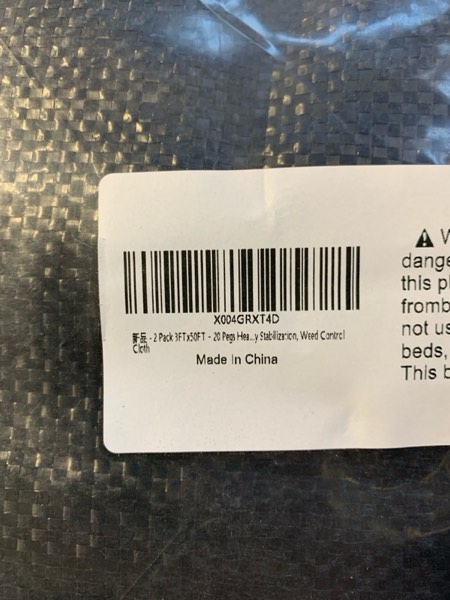 X004GRXT4D
新品 - 2 Pack 3FTx50FT - 20 Pegs Hea...y Stabilization, Weed Control
Cloth
Made In China
⚠ W
dange
this pl
fromb
not us
beds,
This b